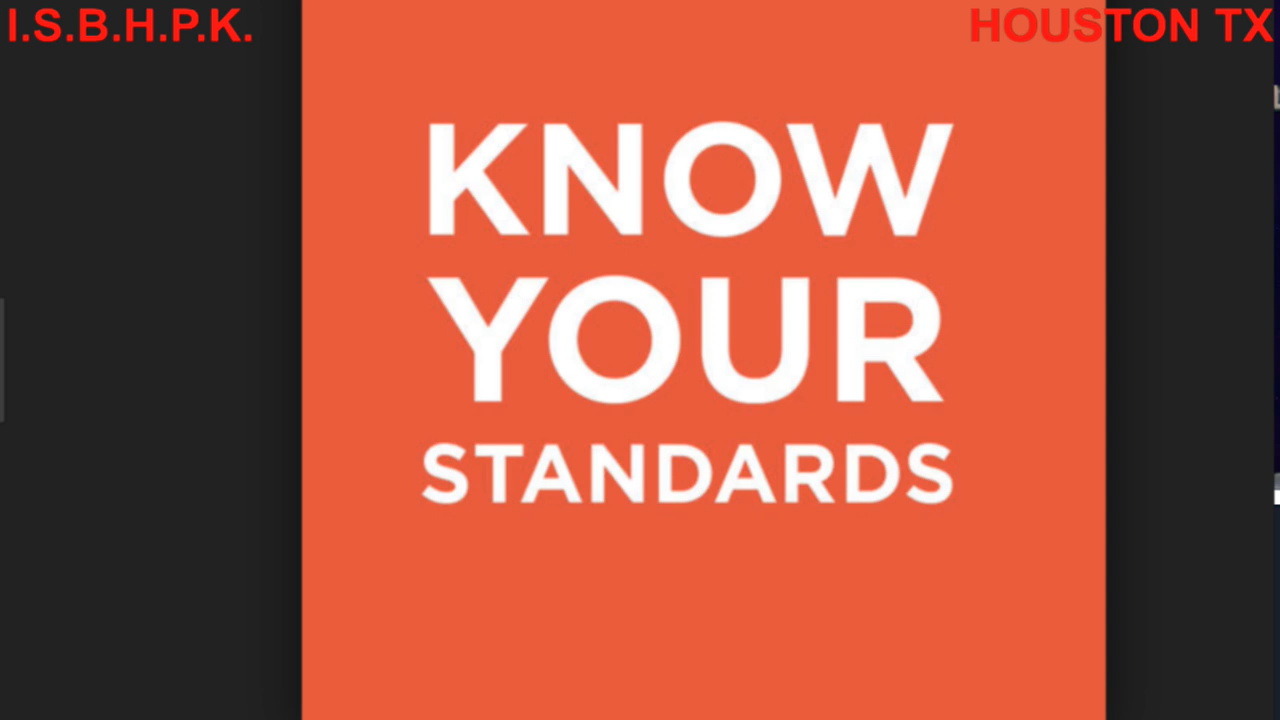 I.S.B.H.P.K.
HOUSTON TX
KNOW
YOUR
STANDARDS